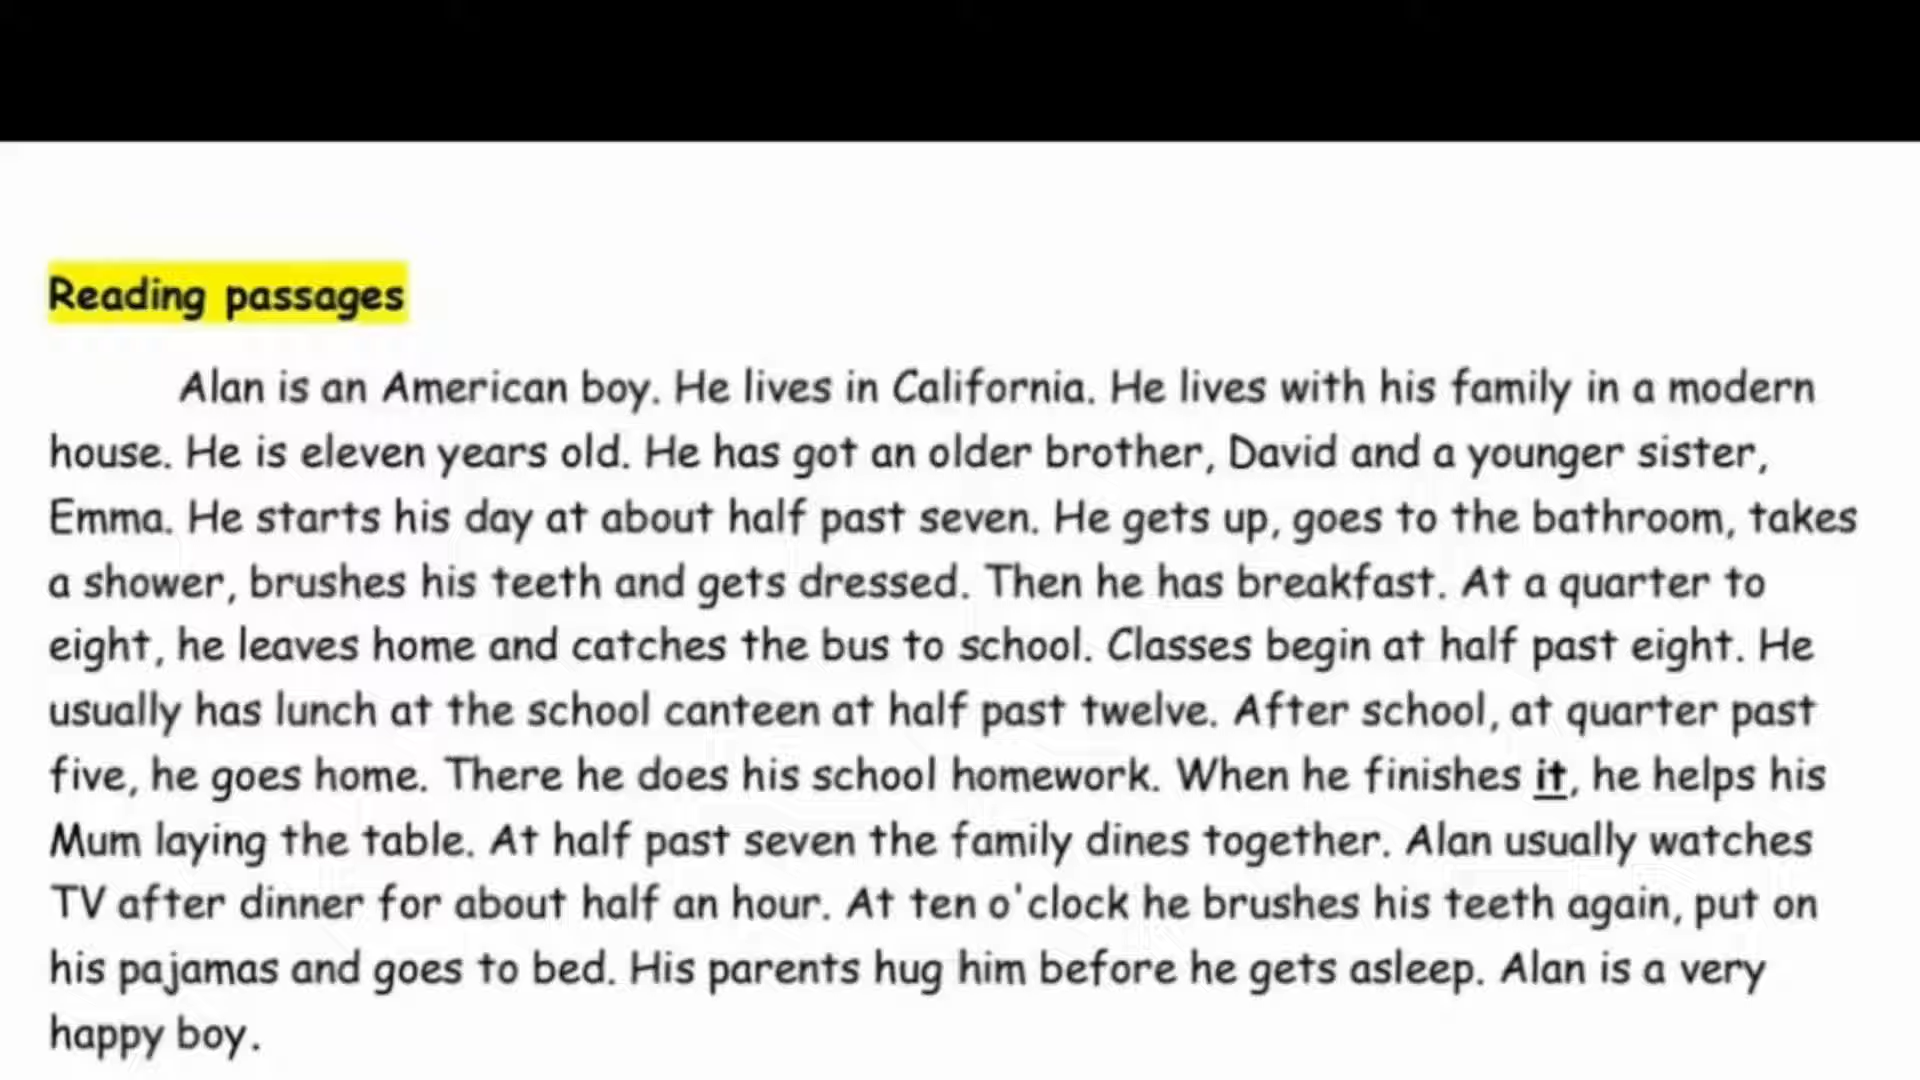 Reading passages
Alan is an American boy. He lives in California. He lives with his family in a modern
house. He is eleven years old. He has got an older brother, David and a younger sister,
Emma. He starts his day at about half past seven. He gets up, goes to the bathroom, takes
a shower, brushes his teeth and gets dressed. Then he has breakfast. At a quarter to
eight, he leaves home and catches the bus to school. Classes begin at half past eight. He
usually has lunch at the school canteen at half past twelve. After school, at quarter past
five, he goes home. There he does his school homework. When he finishes it, he helps his
Mum laying the table. At half past seven the family dines together. Alan usually watches
TV after dinner for about half an hour. At ten o'clock he brushes his teeth again, put on
his pajamas and goes to bed. His parents hug him before he gets asleep. Alan is a very
happy boy.